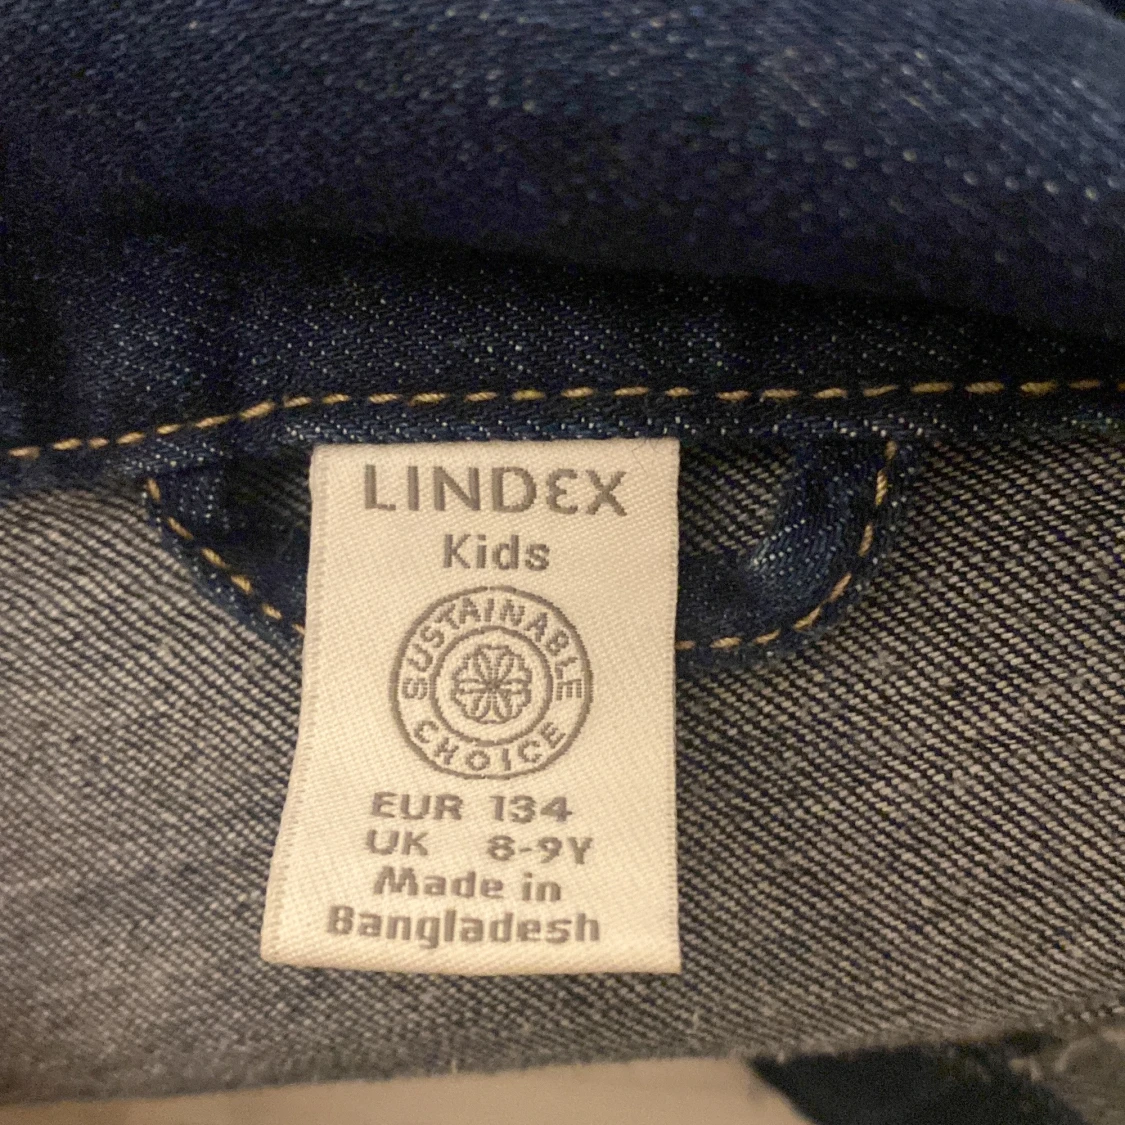 LINDEX
Kids
SUSTAINABLE
CHOICE
EUR 134
UK 8-9Y
Made in
Bangladesh